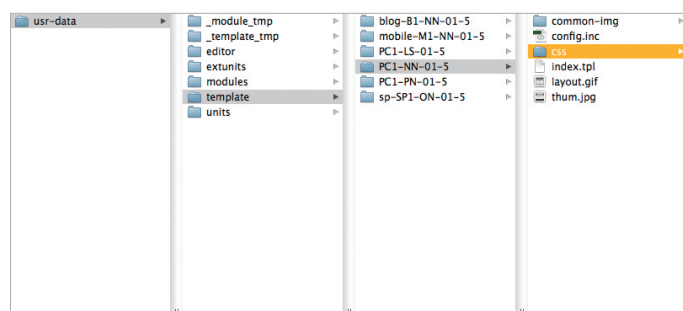 usr-data
_module_tmp
_template_tmp
editor
extunits
modules
template
units
blog-B1-NN-01-5
mobile-M1-NN-01-5
PC1-LS-01-5
PC1-NN-01-5
PC1-PN-01-5
sp-SP1-ON-01-5
common-img
config.inc
css
index.tpl
layout.gif
thum.jpg